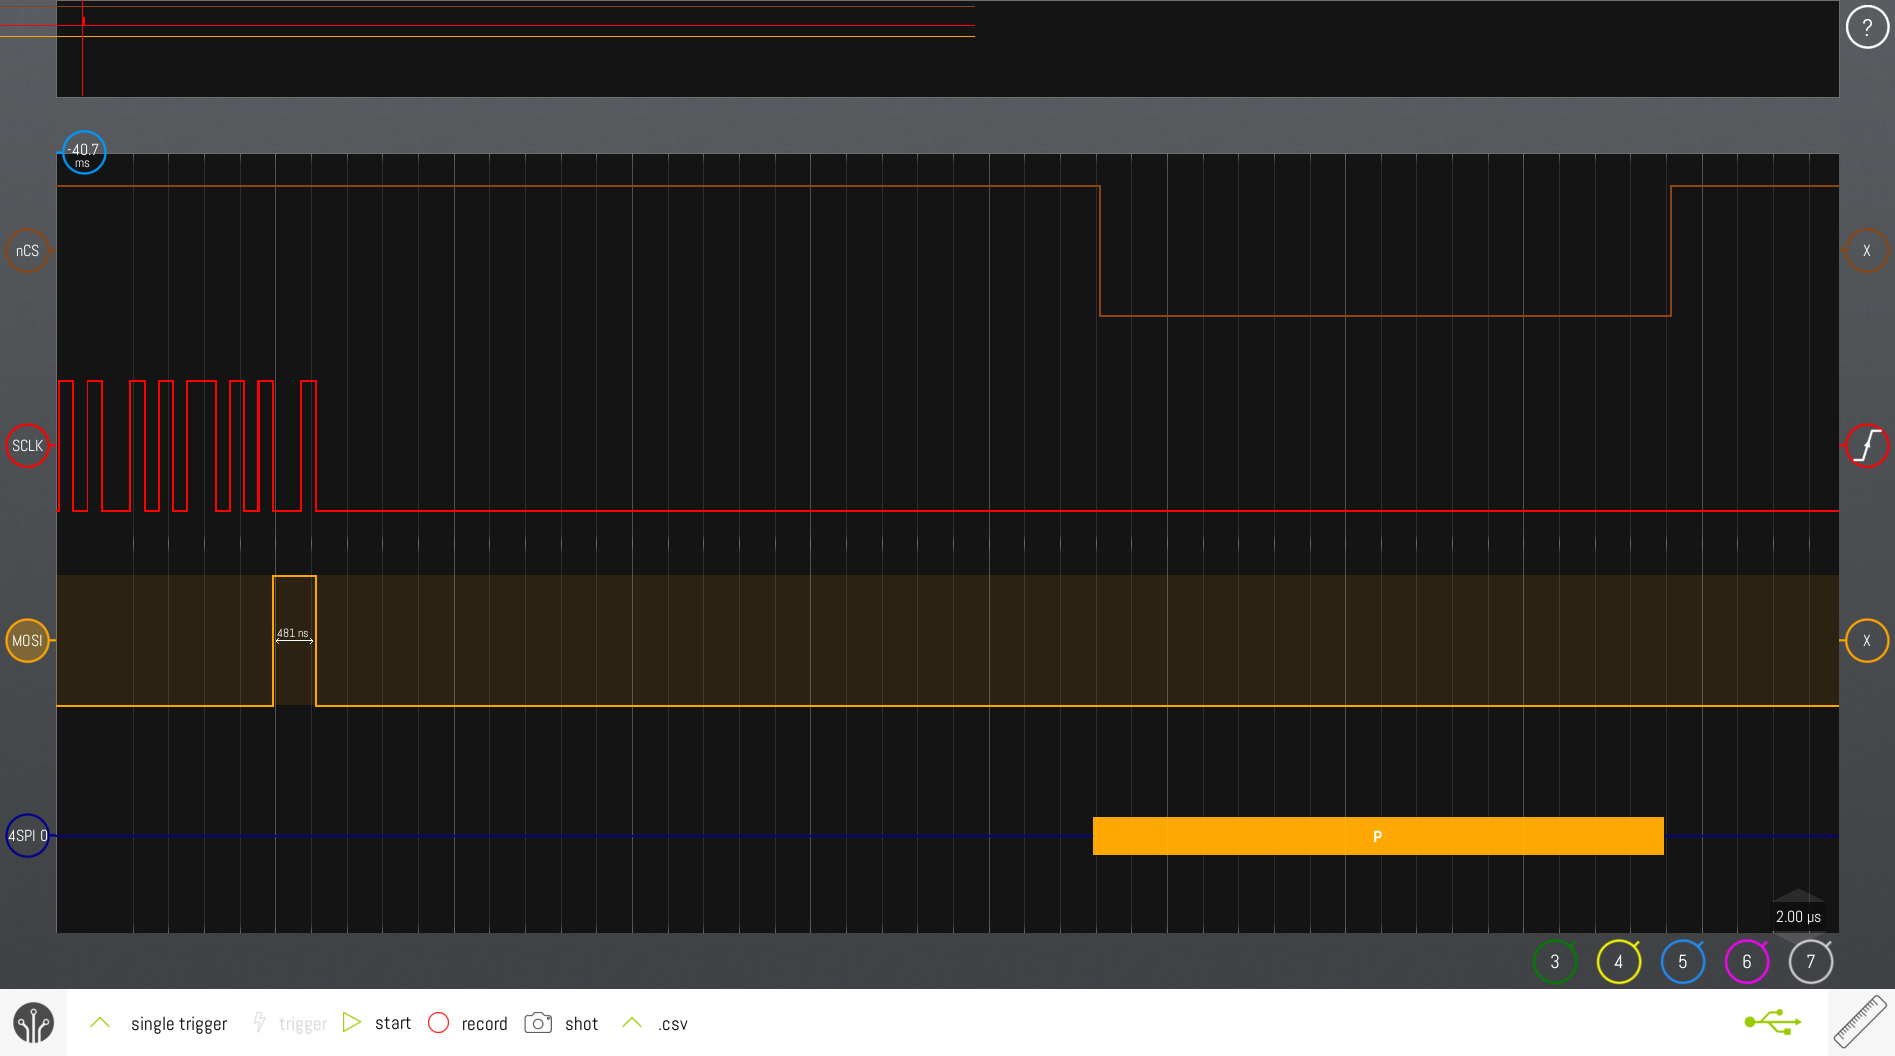 ?
-40.7
ms
nCS
X
SCLK
MOSI
481 ns
X
4SPI 0
P
2.00 µs
3
4
5
6
7
single trigger
trigger
start
record
shot
.csv